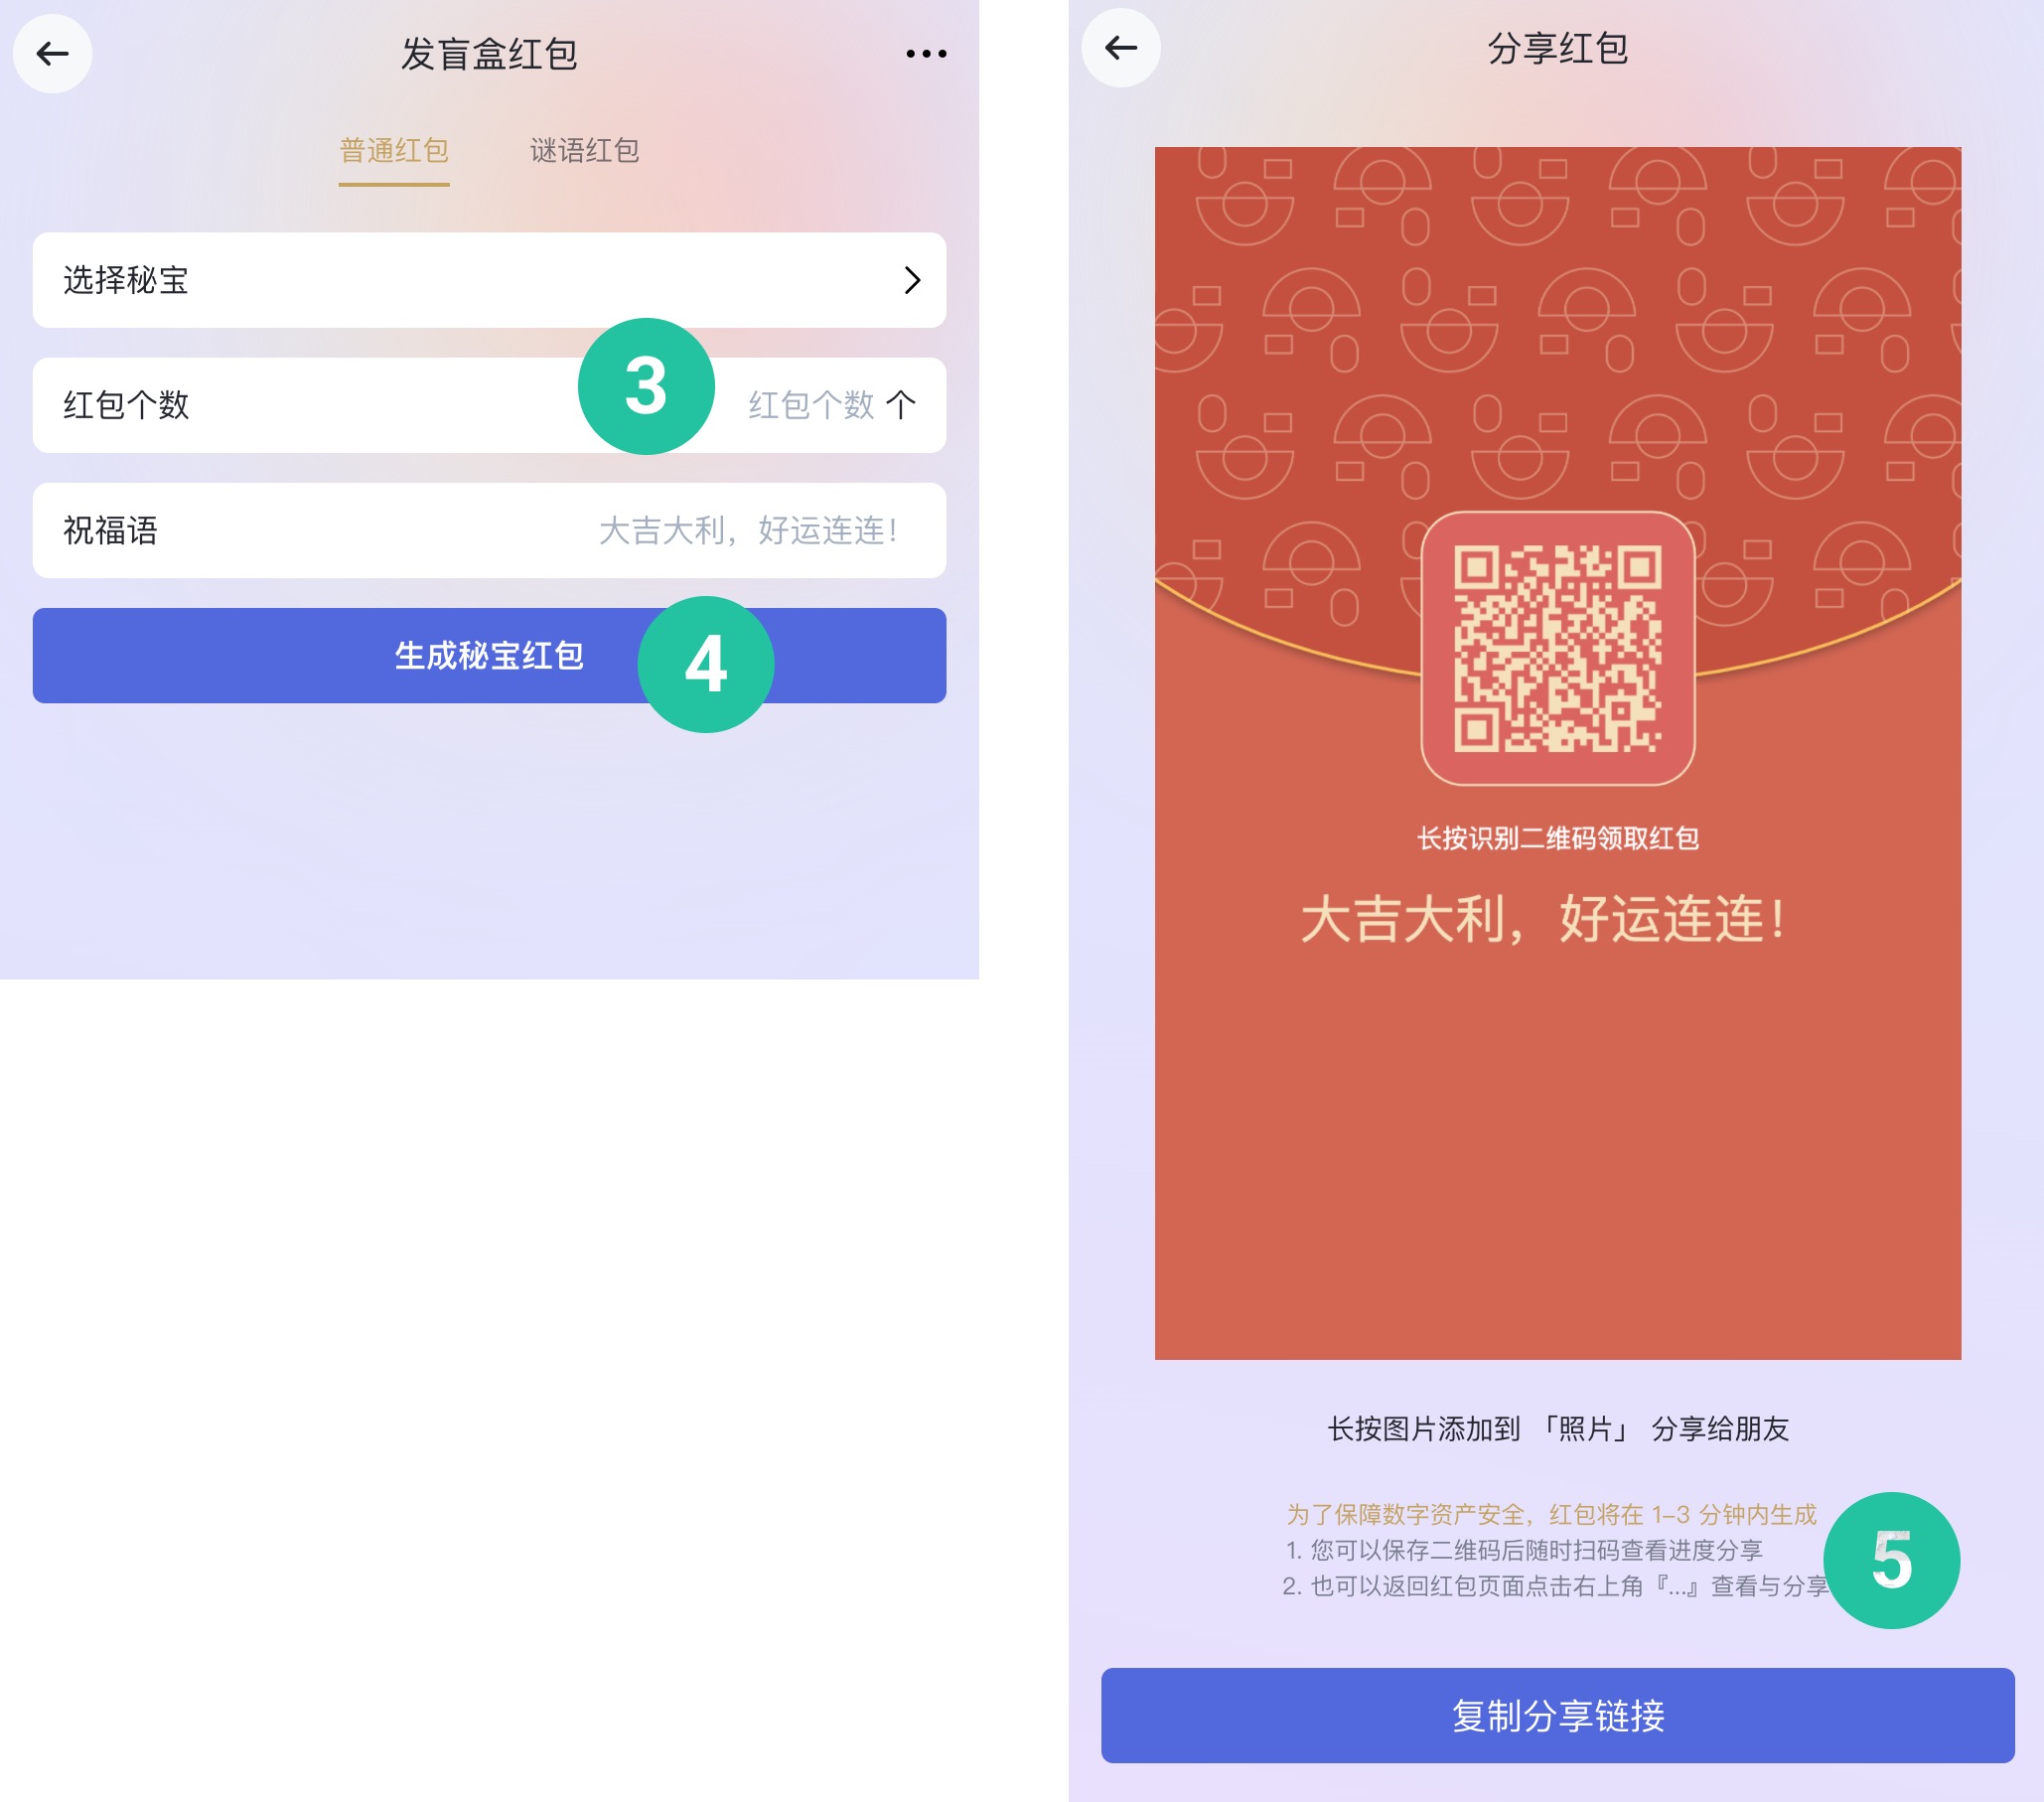 发盲盒红包
普通红包 谜语红包
选择秘宝
3
红包个数 红包个数 个
祝福语 大吉大利，好运连连！
生成秘宝红包
4
分享红包
长按识别二维码领取红包
大吉大利，好运连连！
长按图片添加到 「照片」 分享给朋友
为了保障数字资产安全，红包将在 1-3 分钟内生成
1. 您可以保存二维码后随时扫码查看进度分享
2. 也可以返回红包页面点击右上角『...』查看与分享
5
复制分享链接